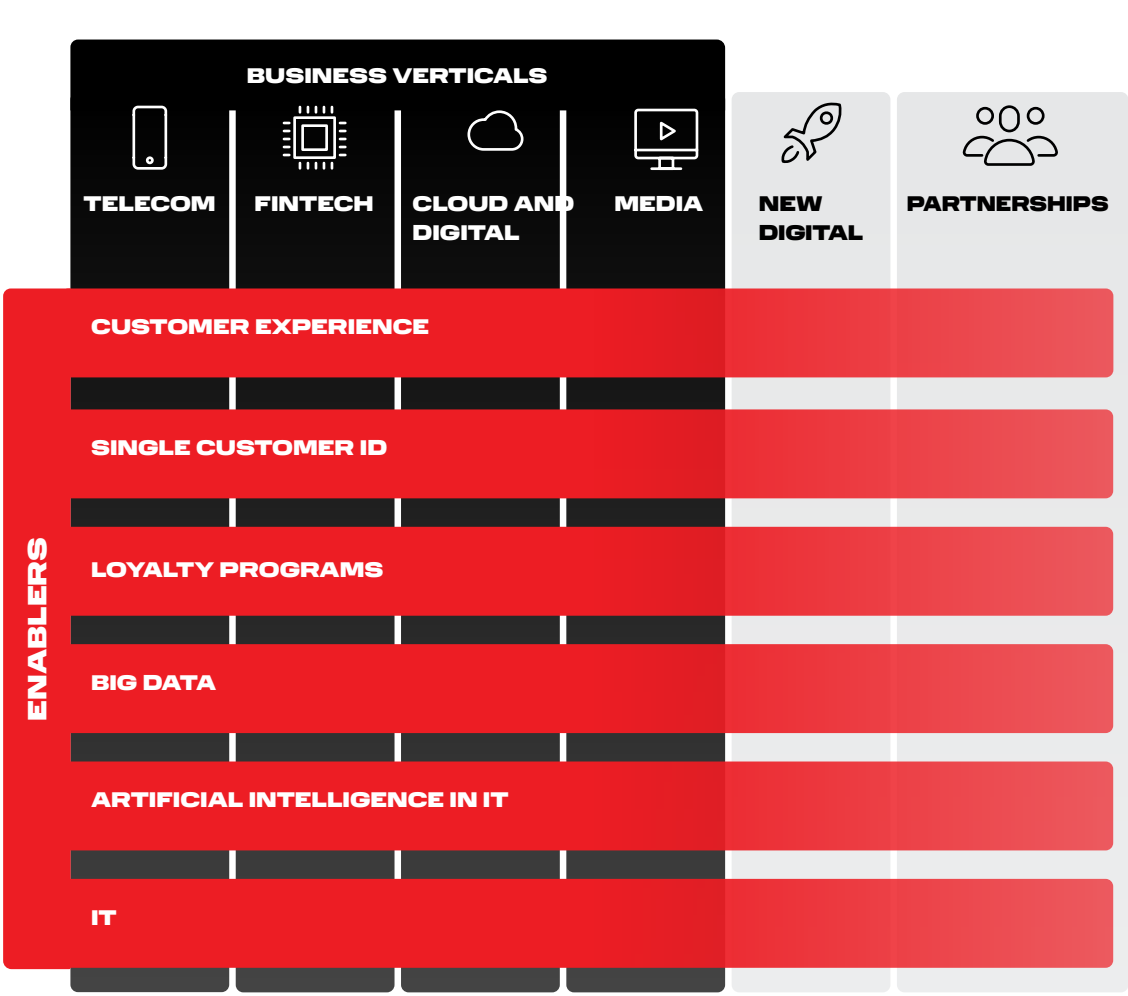 BUSINESS VERTICALS
TELECOM
FINTECH
CLOUD AND
DIGITAL
MEDIA
NEW
DIGITAL
PARTNERSHIPS
ENABLERS
CUSTOMER EXPERIENCE
SINGLE CUSTOMER ID
LOYALTY PROGRAMS
BIG DATA
ARTIFICIAL INTELLIGENCE IN IT
IT